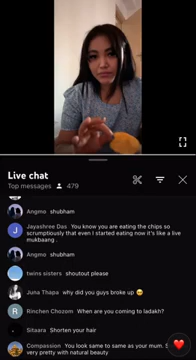 Live chat
Top messages 479
Angmo shubham
Jayashree Das You know you are eating the chips so
scrumptiously that even I started eating now it's like a live
mukbaang .
Angmo shubham
twins sisters shoutout please
Juna Thapa why did you guys broke up 🥺
Rinchen Chozom When are you coming to ladakh?
Sitaara Shorten your hair
Compassion You look same to same as your mum. S
very pretty with natural beauty